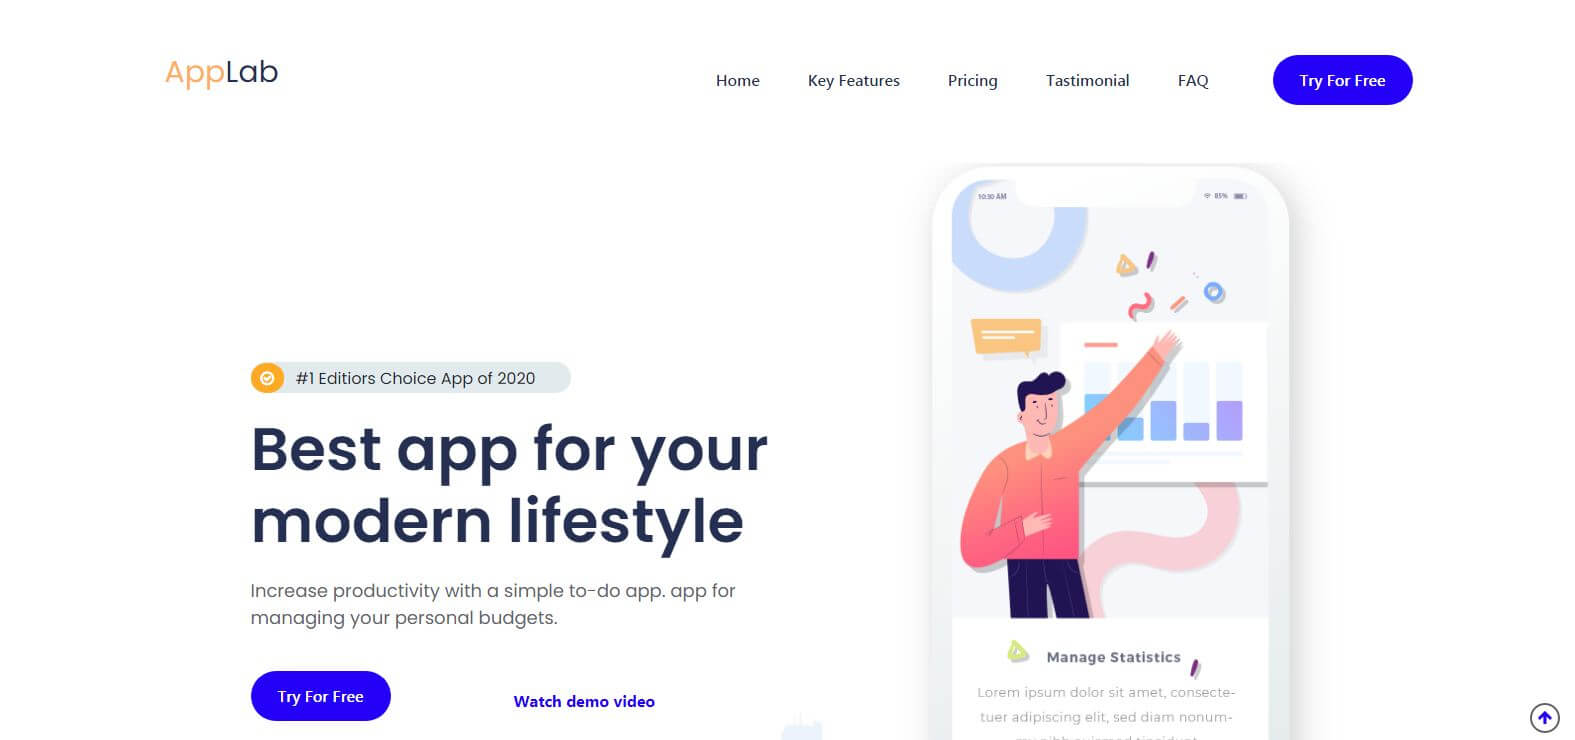 AppLab
Home
Key Features
Pricing
Tastimonial
FAQ
Try For Free
#1 Editiors Choice App of 2020
Best app for your
modern lifestyle
Increase productivity with a simple to-do app. app for
managing your personal budgets.
Try For Free
Watch demo video
10:30 AM
85%
Manage Statistics
Lorem ipsum dolor sit amet, consecte-
tuer adipiscing elit, sed diam nonum-